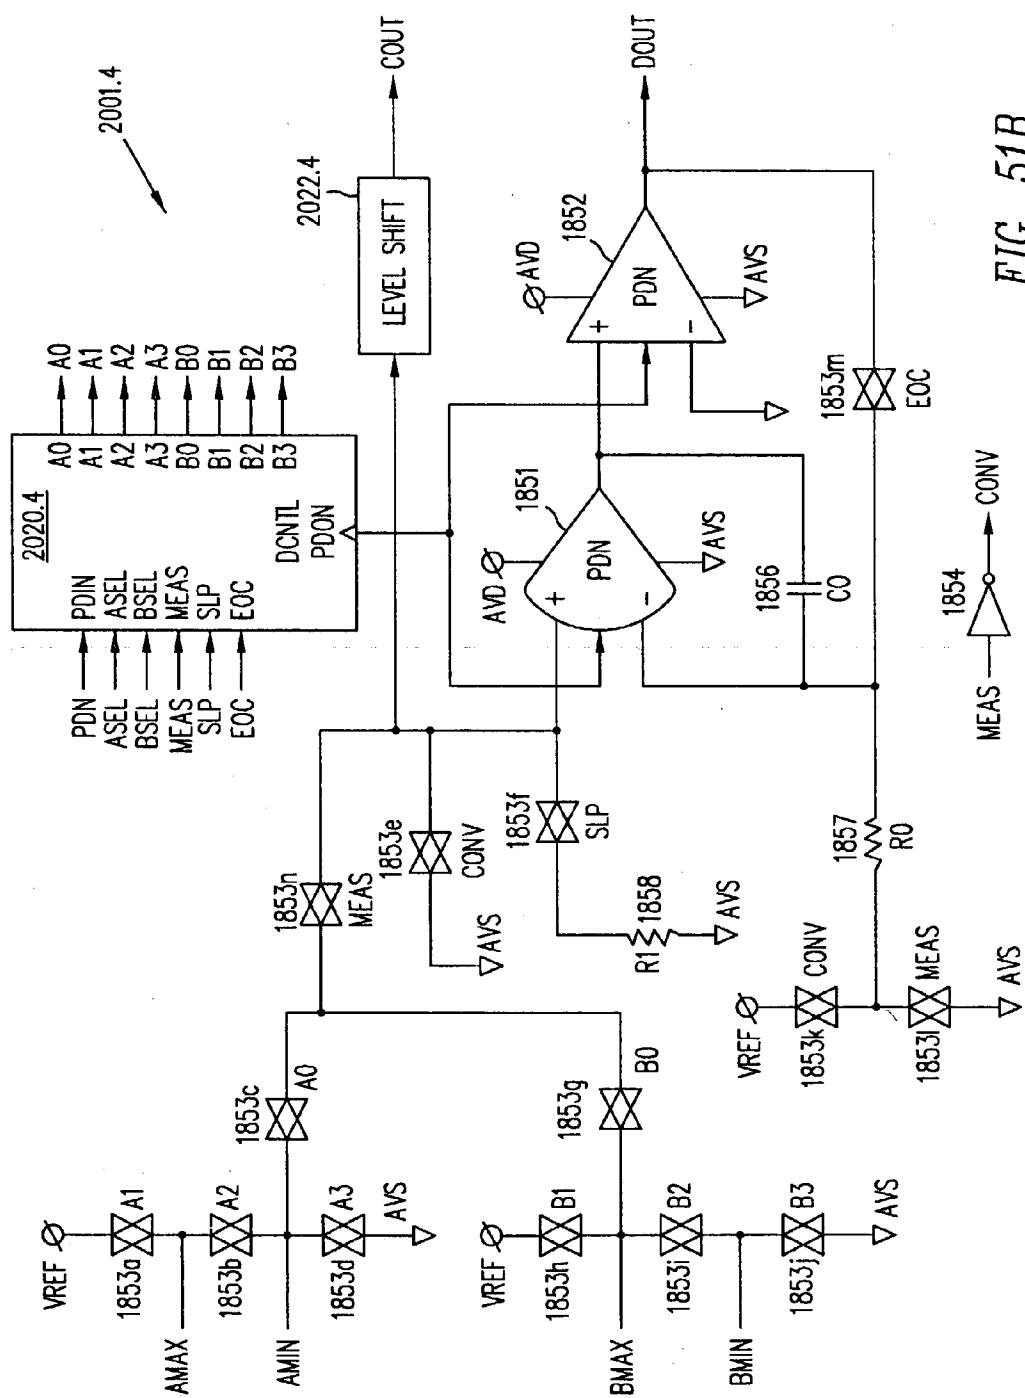 2001.4
2020.4
PDN PDIN
ASEL ASEL
BSEL BSEL
MEAS MEAS
SLP SLP
EOC EOC
DCNTL
PDON
A0 A0
A1 A1
A2 A2
A3 A3
B0 B0
B1 B1
B2 B2
B3 B3
2022.4
LEVEL SHIFT
COUT
1853n
MEAS
1853e
CONV
AVS
1853f
SLP
R1
1858
AVS
AVD
1851
+
PDN
−
AVS
1856
CO
AVD
1852
+
PDN
−
AVS
DOUT
1853m
EOC
VREF
1853a
A1
AMAX
1853b
A2
1853c
A0
AMIN
1853d
A3
AVS
VREF
1853h
B1
BMAX
1853g
B0
1853i
B2
BMIN
1853j
B3
AVS
VREF
1853k
CONV
1853l
MEAS
AVS
1857
R0
MEAS
1854
CONV
FIG. 51B